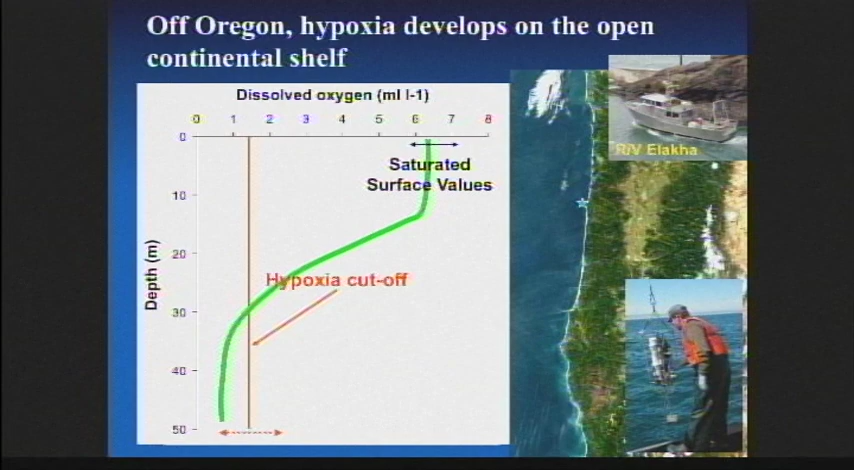 Off Oregon, hypoxia develops on the open
continental shelf
Dissolved oxygen (ml l-1)
0 1 2 3 4 5 6 7 8
0
10
20
30
40
50
Depth (m)
Saturated
Surface Values
Hypoxia cut-off
R/V Elakha